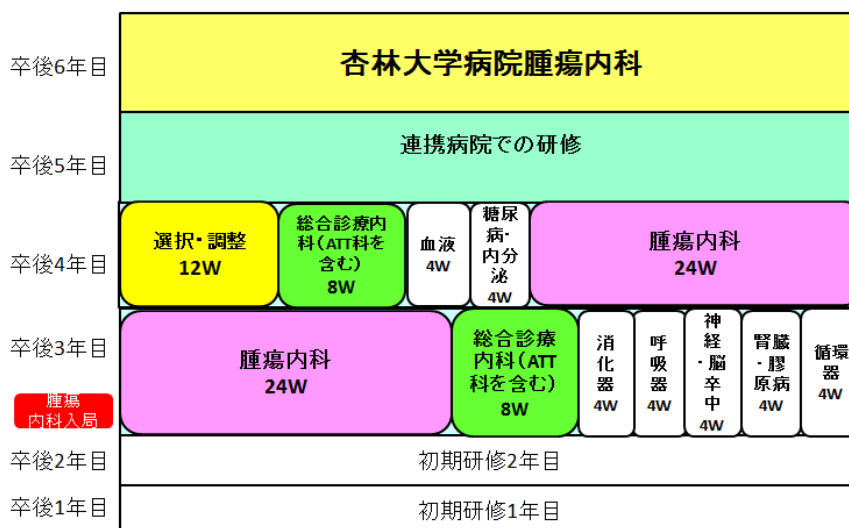 卒後6年目
杏林大学病院腫瘍内科
卒後5年目
連携病院での研修
卒後4年目
選択・調整
12W
総合診療内
科(ATT科を
含む)
8W
血液
4W
糖尿
病・
内分
泌
4W
腫瘍内科
24W
卒後3年目
腫瘍内科
24W
総合診療
内科(ATT
科を含む)
8W
消
化
器
4W
呼
吸
器
4W
神
経
・脳
卒
中
4W
腎臓
・膠
原病
4W
循環
器
4W
腫瘍
内科入局
卒後2年目
初期研修2年目
卒後1年目
初期研修1年目